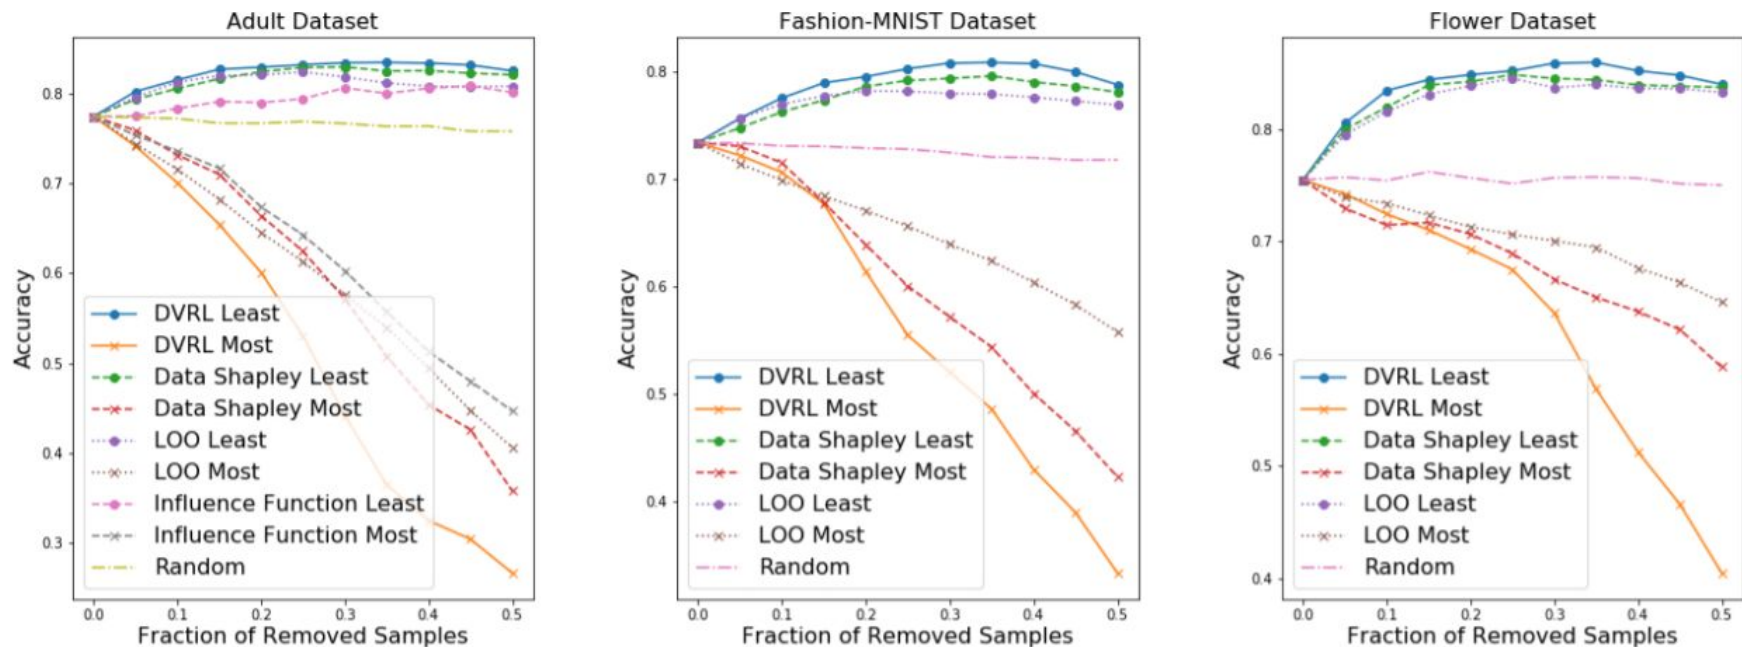 Adult Dataset
Accuracy
0.8
0.7
0.6
0.5
0.4
0.3
DVRL Least
DVRL Most
Data Shapley Least
Data Shapley Most
LOO Least
LOO Most
Influence Function Least
Influence Function Most
Random
0.0 0.1 0.2 0.3 0.4 0.5
Fraction of Removed Samples
Fashion-MNIST Dataset
Accuracy
0.8
0.7
0.6
0.5
0.4
DVRL Least
DVRL Most
Data Shapley Least
Data Shapley Most
LOO Least
LOO Most
Random
0.0 0.1 0.2 0.3 0.4 0.5
Fraction of Removed Samples
Flower Dataset
Accuracy
0.8
0.7
0.6
0.5
0.4
DVRL Least
DVRL Most
Data Shapley Least
Data Shapley Most
LOO Least
LOO Most
Random
0.0 0.1 0.2 0.3 0.4 0.5
Fraction of Removed Samples